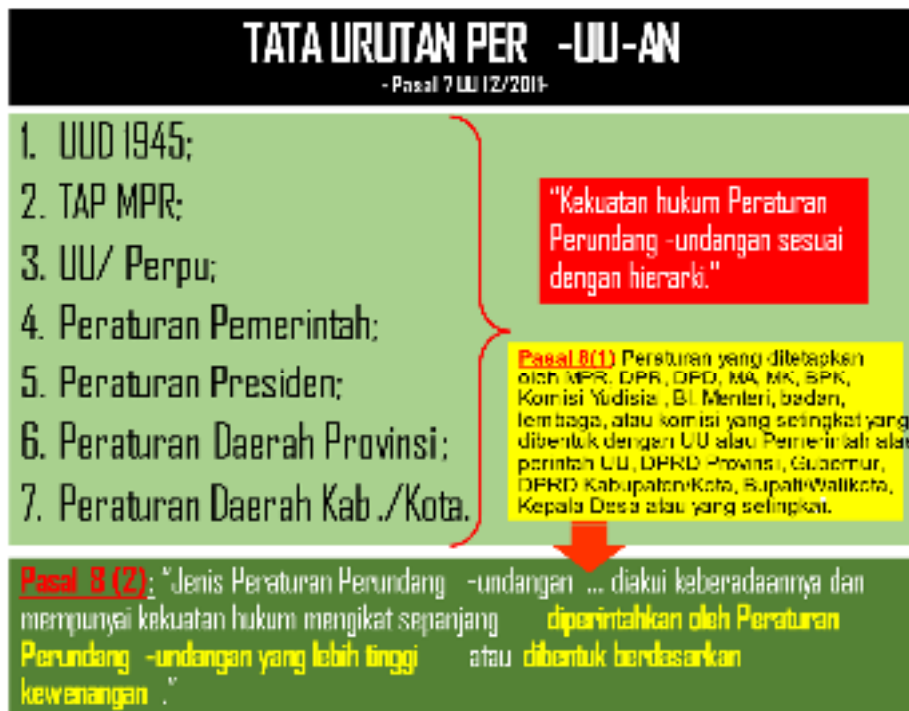 TATA URUTAN PER -UU-AN
- Pasal 7 UU 12/2011-
1. UUD 1945;
2. TAP MPR;
3. UU/ Perpu;
4. Peraturan Pemerintah;
5. Peraturan Presiden;
6. Peraturan Daerah Provinsi;
7. Peraturan Daerah Kab ./Kota.
"Kekuatan hukum Peraturan
Perundang -undangan sesuai
dengan hierarki."
Pasal 8(1) Peraturan yang ditetapkan
oleh MPR, DPR, DPD, MA, MK, BPK,
Komisi Yudisial, BI, Menteri, badan,
lembaga, atau komisi yang setingkat yang
dibentuk dengan UU atau Pemerintah atas
perintah UU, DPRD Provinsi, Gubernur,
DPRD Kabupaten/Kota, Bupati/Walikota,
Kepala Desa atau yang setingkat.
Pasal 8 (2): "Jenis Peraturan Perundang -undangan ... diakui keberadaannya dan
mempunyai kekuatan hukum mengikat sepanjang diperintahkan oleh Peraturan
Perundang -undangan yang lebih tinggi atau dibentuk berdasarkan
kewenangan ."